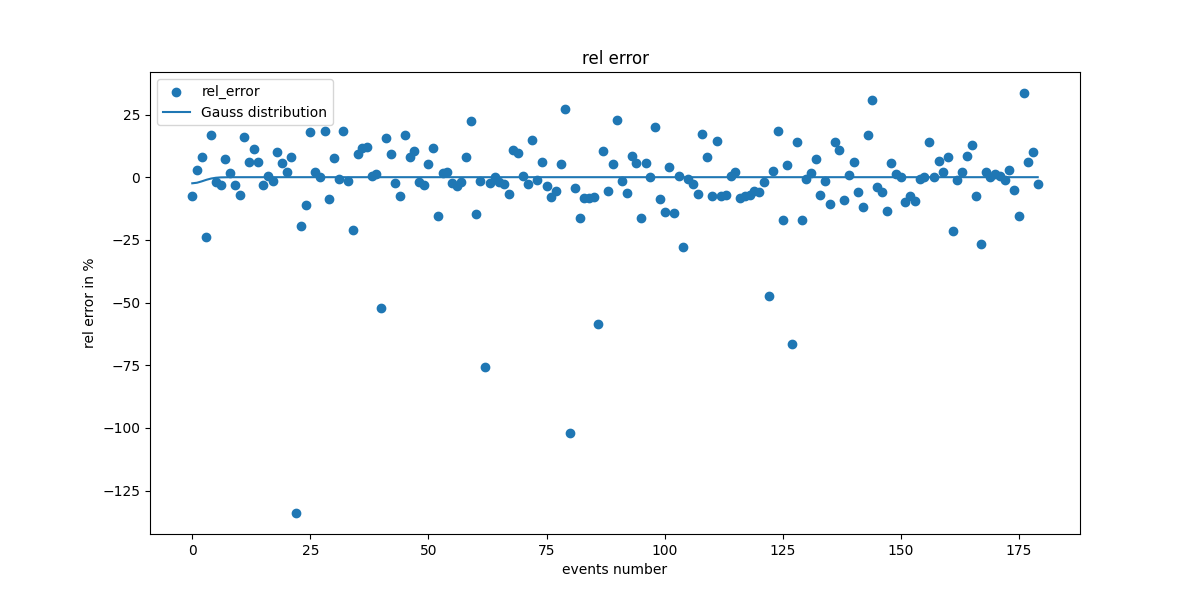 rel error
rel_error
Gauss distribution
25
0
−25
−50
−75
−100
−125
rel error in %
0 25 50 75 100 125 150 175
events number